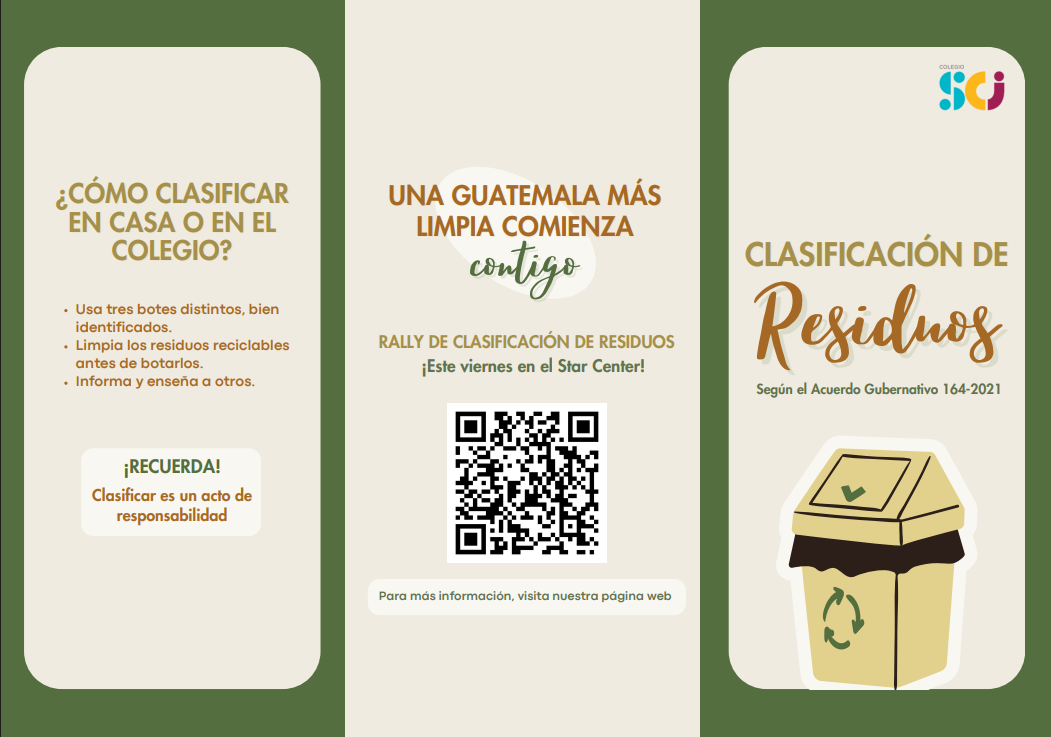 ¿CÓMO CLASIFICAR
EN CASA O EN EL
COLEGIO?
• Usa tres botes distintos, bien
identificados.
• Limpia los residuos reciclables
antes de botarlos.
• Informa y enseña a otros.
¡RECUERDA!
Clasificar es un acto de
responsabilidad
UNA GUATEMALA MÁS
LIMPIA COMIENZA
contigo
RALLY DE CLASIFICACIÓN DE RESIDUOS
¡Este viernes en el Star Center!
Para más información, visita nuestra página web
COLEGIO
SCJ
CLASIFICACIÓN DE
Residuos
Según el Acuerdo Gubernativo 164-2021